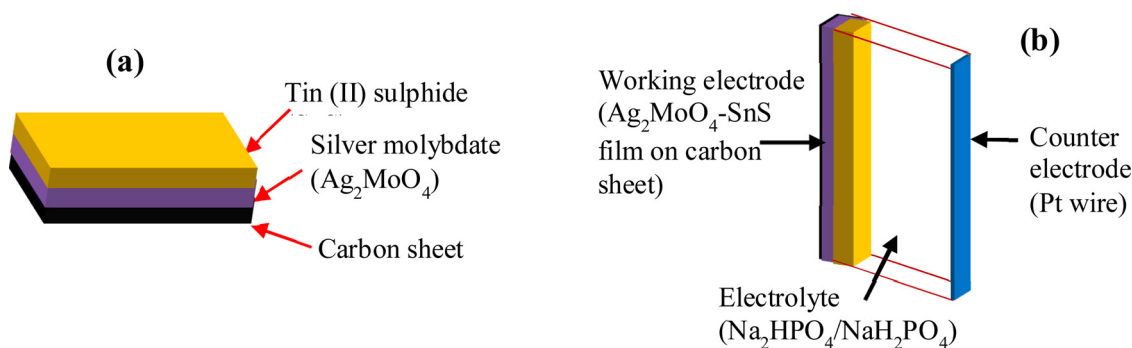 (a)
Tin (II) sulphide
Silver molybdate
(Ag₂MoO₄)
Carbon sheet
(b)
Working electrode
(Ag₂MoO₄-SnS
film on carbon
sheet)
Counter
electrode
(Pt wire)
Electrolyte
(Na₂HPO₄/NaH₂PO₄)